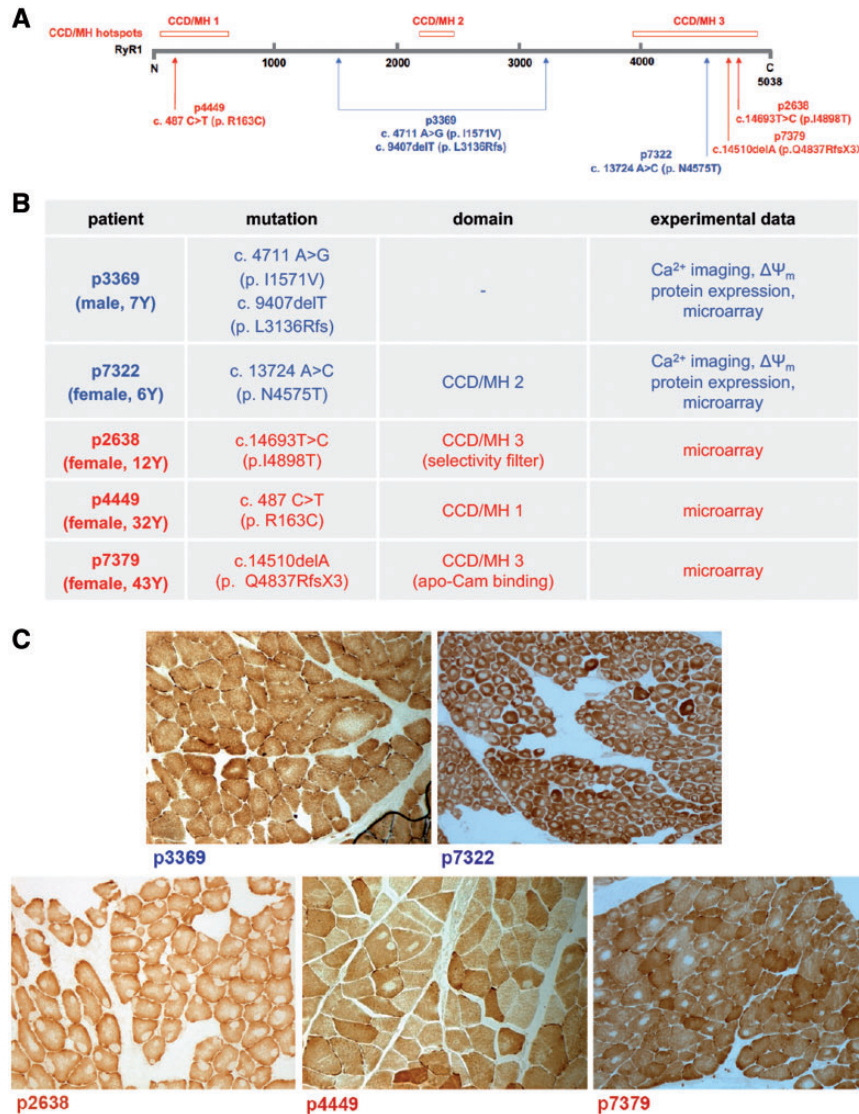 A
CCD/MH hotspots
CCD/MH 1
CCD/MH 2
CCD/MH 3
RyR1
N
1000
2000
3000
4000
C
5038
p4449
c. 487 C>T (p. R163C)
p3369
c. 4711 A>G (p. I1571V)
c. 9407delT (p. L3136Rfs)
p7322
c. 13724 A>C (p. N4575T)
p2638
c.14693T>C (p.I4898T)
p7379
c.14510delA (p.Q4837RfsX3)
B
patient mutation domain experimental data
p3369
(male, 7Y)
c. 4711 A>G
(p. I1571V)
c. 9407delT
(p. L3136Rfs)
-
Ca²⁺ imaging, ΔΨm
protein expression,
microarray
p7322
(female, 6Y)
c. 13724 A>C
(p. N4575T)
CCD/MH 2
Ca²⁺ imaging, ΔΨm
protein expression,
microarray
p2638
(female, 12Y)
c.14693T>C
(p.I4898T)
CCD/MH 3
(selectivity filter)
microarray
p4449
(female, 32Y)
c. 487 C>T
(p. R163C)
CCD/MH 1
microarray
p7379
(female, 43Y)
c.14510delA
(p. Q4837RfsX3)
CCD/MH 3
(apo-Cam binding)
microarray
C
p3369
p7322
p2638
p4449
p7379